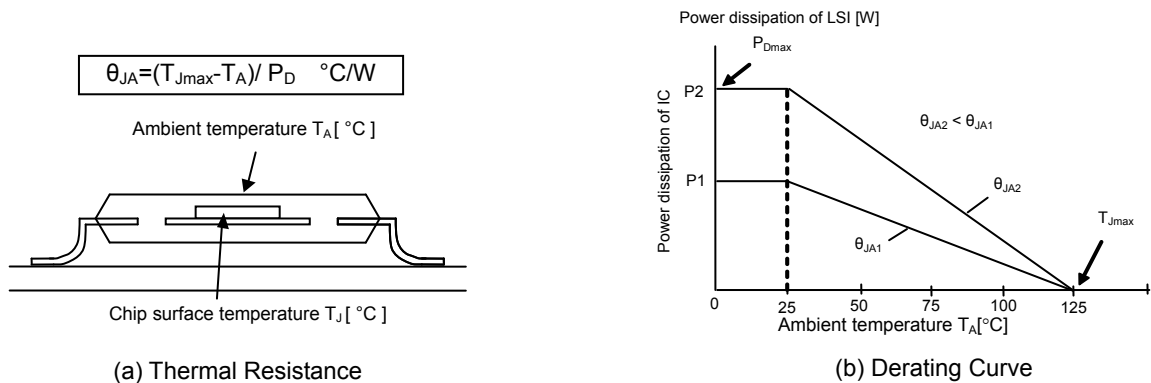 θJA=(TJmax-TA)/ PD °C/W
Ambient temperature TA[ °C ]
Chip surface temperature TJ[ °C ]
(a) Thermal Resistance
Power dissipation of LSI [W]
PDmax
P2
Power dissipation of IC
θJA2 < θJA1
P1
θJA2
TJmax
θJA1
0
25
50
75
100
125
150
Ambient temperature TA[°C]
(b) Derating Curve